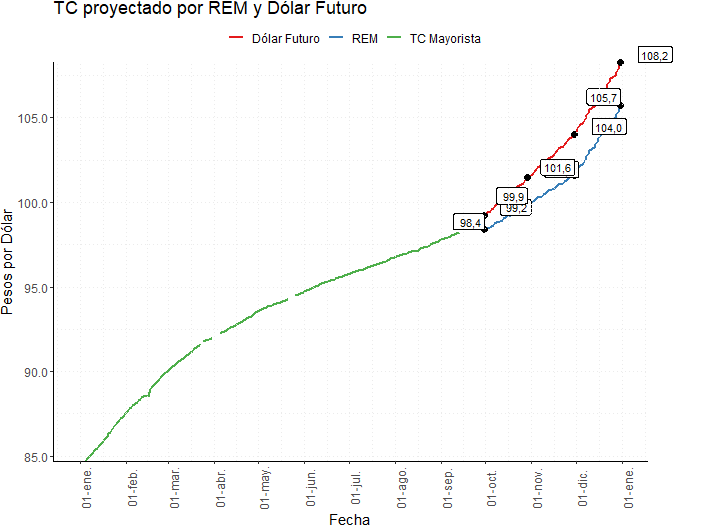 TC proyectado por REM y Dólar Futuro
Dólar Futuro REM TC Mayorista
Pesos por Dólar
105.0
100.0
95.0
90.0
85.0
108,2
105,7
104,0
101,6
99,9
99,2
98,4
01-ene.
01-feb.
01-mar.
01-abr.
01-may.
01-jun.
01-jul.
01-ago.
01-sep.
01-oct.
01-nov.
01-dic.
01-ene.
Fecha